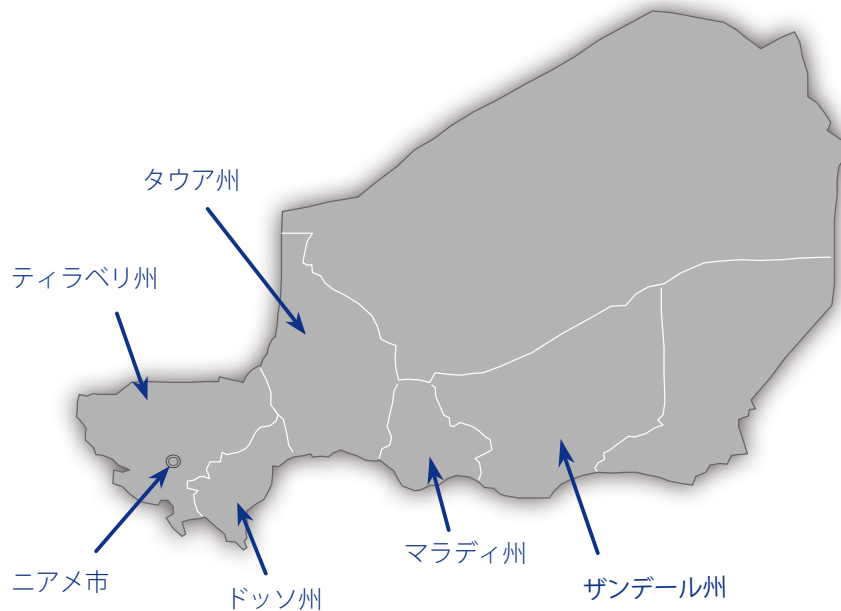 タウア州
ティラベリ州
マラディ州
ニアメ市
ザンデール州
ドッソ州